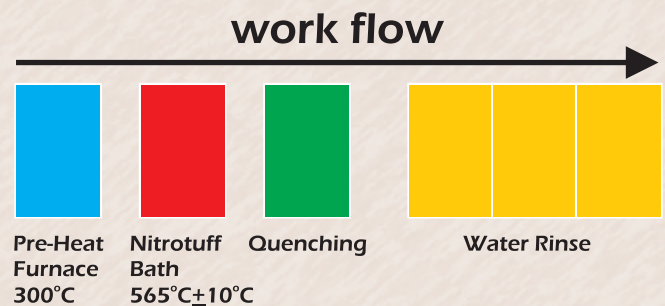 work flow
Pre-Heat
Furnace
300°C
Nitrotuff
Bath
565°C±10°C
Quenching
Water Rinse